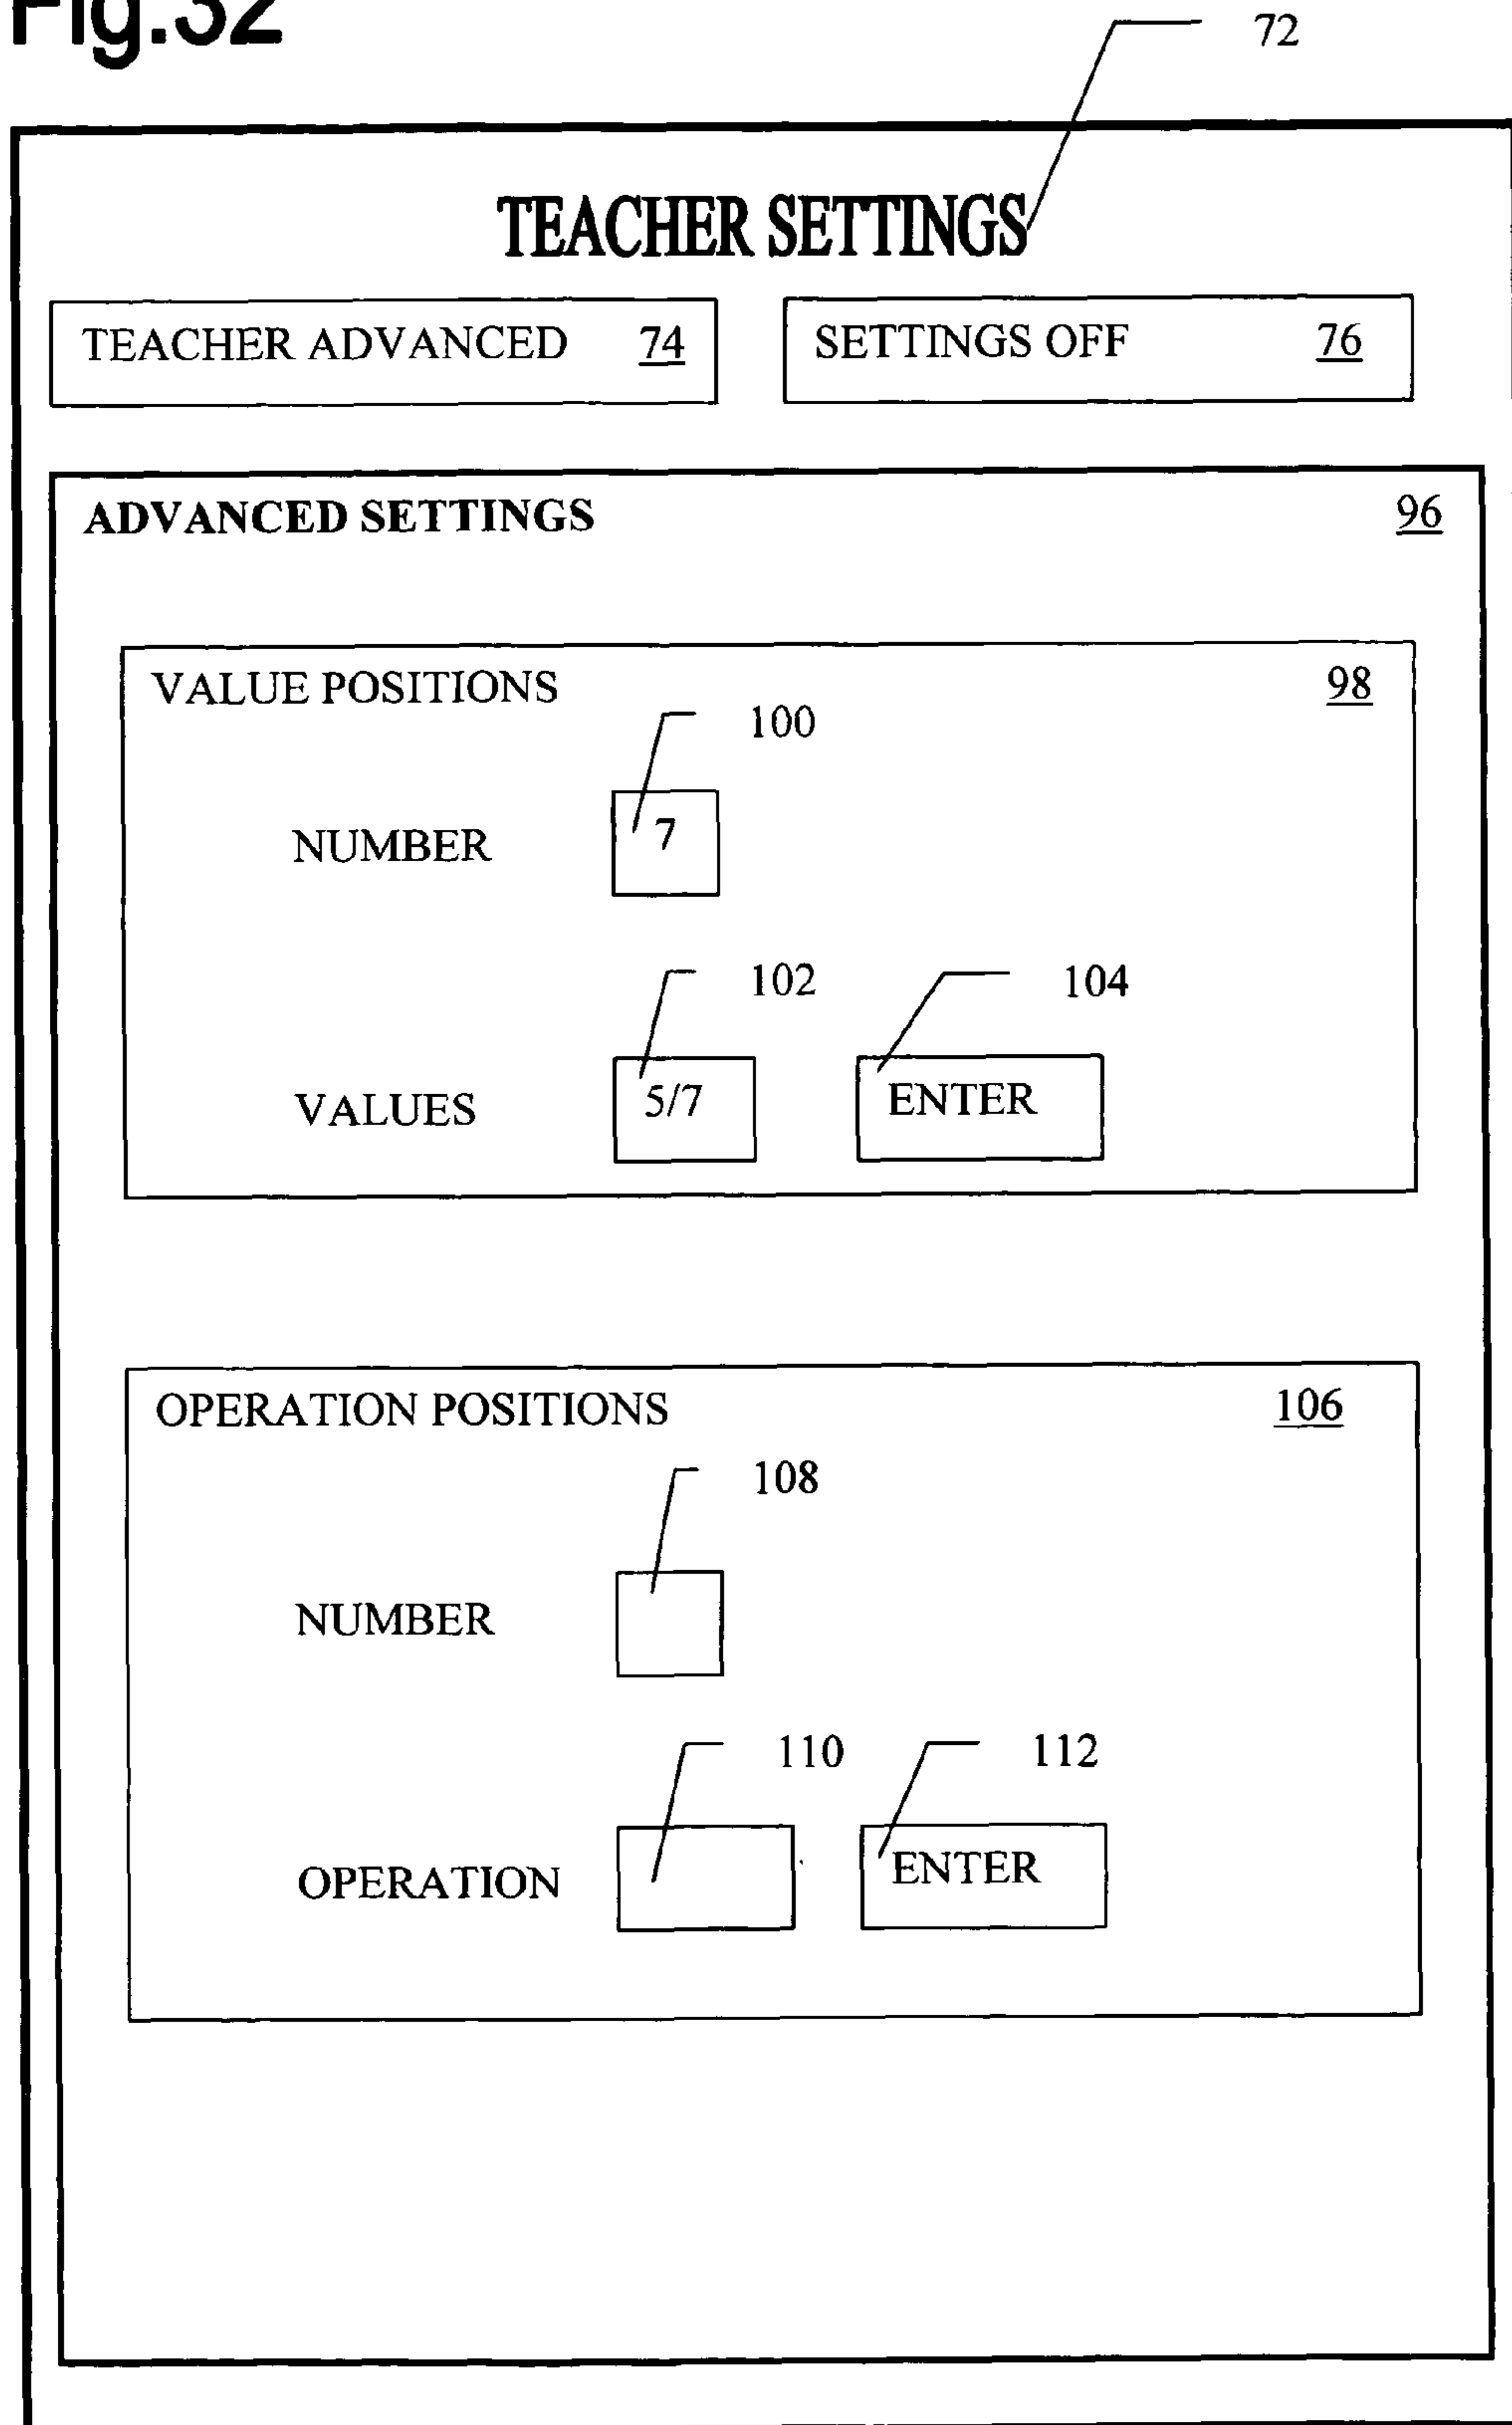 Fig.32
72
TEACHER SETTINGS
TEACHER ADVANCED 74 SETTINGS OFF 76
ADVANCED SETTINGS 96
VALUE POSITIONS 98
100
NUMBER 7
102 104
VALUES 5/7 ENTER
OPERATION POSITIONS 106
108
NUMBER
110 112
OPERATION ENTER